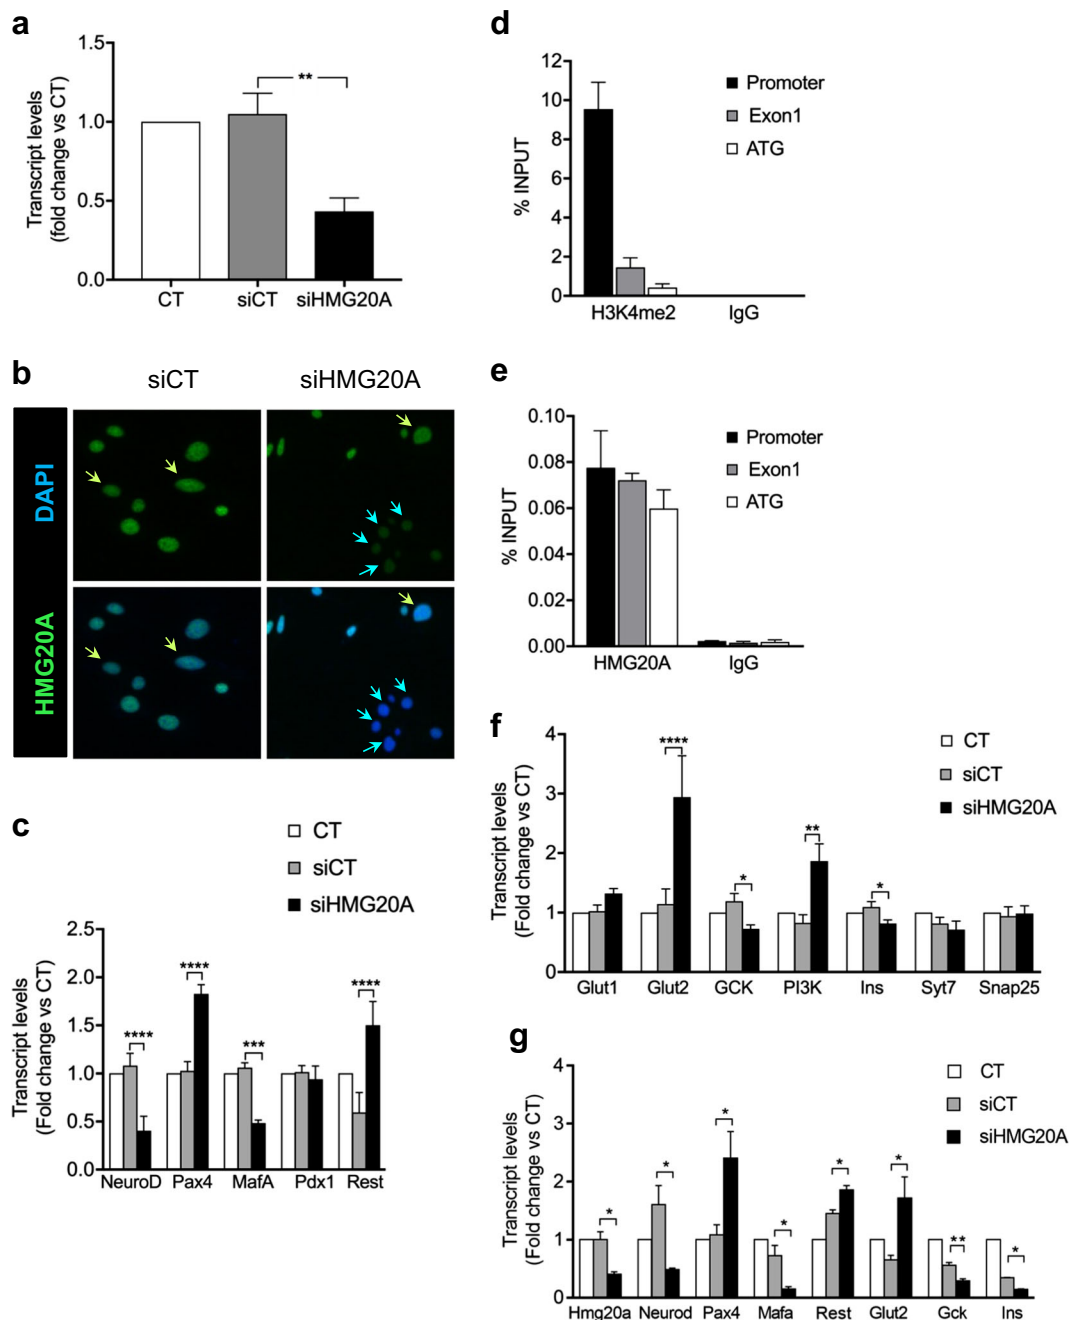 a
Transcript levels
(fold change vs CT)
1.5
1.0
0.5
0.0
**
CT siCT siHMG20A
b
siCT siHMG20A
DAPI
HMG20A
c
CT
siCT
siHMG20A
Transcript levels
(Fold change vs CT)
2.5
2.0
1.5
1.0
0.5
0.0
**** **** *** ****
NeuroD Pax4 MafA Pdx1 Rest
d
% INPUT
12
10
8
6
4
2
0
Promoter
Exon1
ATG
H3K4me2 IgG
e
% INPUT
0.10
0.08
0.06
0.04
0.02
0.00
Promoter
Exon1
ATG
HMG20A IgG
f
Transcript levels
(Fold change vs CT)
4
3
2
1
0
CT
siCT
siHMG20A
**** * ** *
Glut1 Glut2 GCK PI3K Ins Syt7 Snap25
g
Transcript levels
(Fold change vs CT)
4
3
2
1
0
CT
siCT
siHMG20A
* * * * * * ** *
Hmg20a Neurod Pax4 Mafa Rest Glut2 Gck Ins